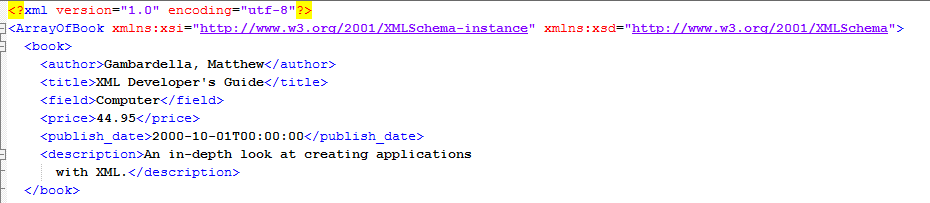 <?xml version="1.0" encoding="utf-8"?>
<ArrayOfBook xmlns:xsi="http://www.w3.org/2001/XMLSchema-instance" xmlns:xsd="http://www.w3.org/2001/XMLSchema">
<book>
<author>Gambardella, Matthew</author>
<title>XML Developer's Guide</title>
<field>Computer</field>
<price>44.95</price>
<publish_date>2000-10-01T00:00:00</publish_date>
<description>An in-depth look at creating applications
with XML.</description>
</book>